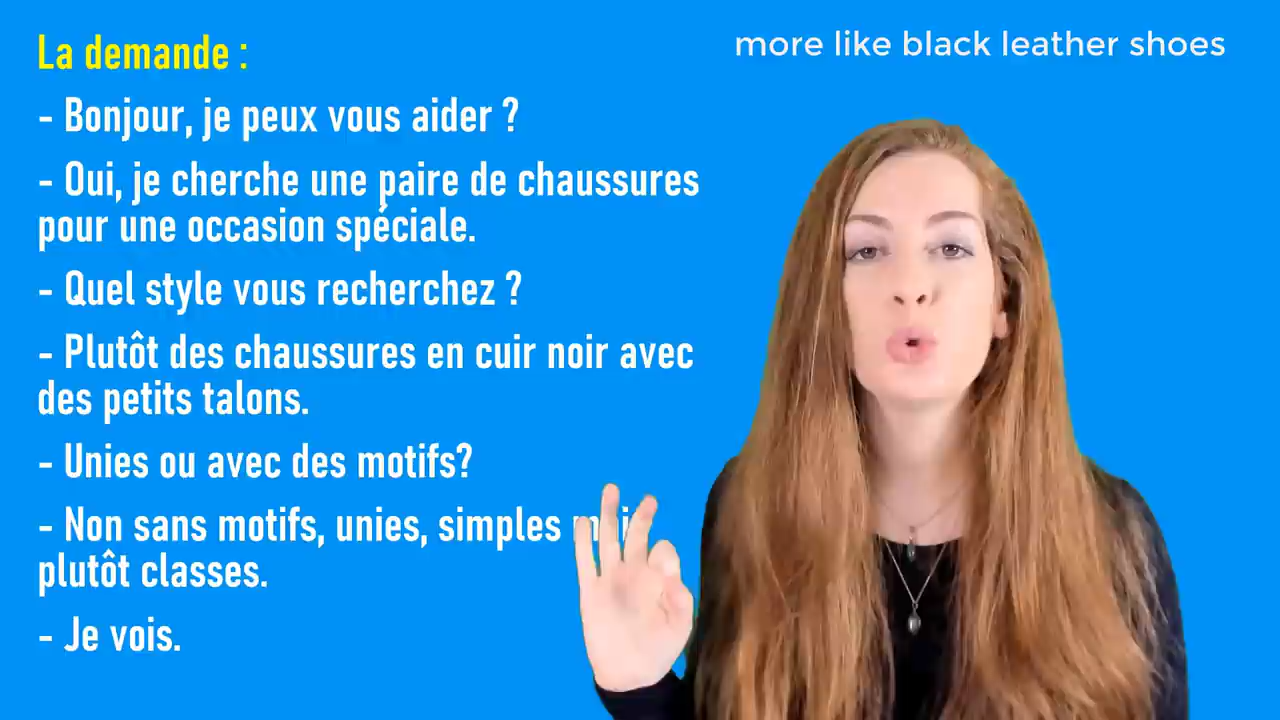 La demande :
more like black leather shoes
- Bonjour, je peux vous aider ?
- Oui, je cherche une paire de chaussures
pour une occasion spéciale.
- Quel style vous recherchez ?
- Plutôt des chaussures en cuir noir avec
des petits talons.
- Unies ou avec des motifs?
- Non sans motifs, unies, simples
plutôt classes.
- Je vois.